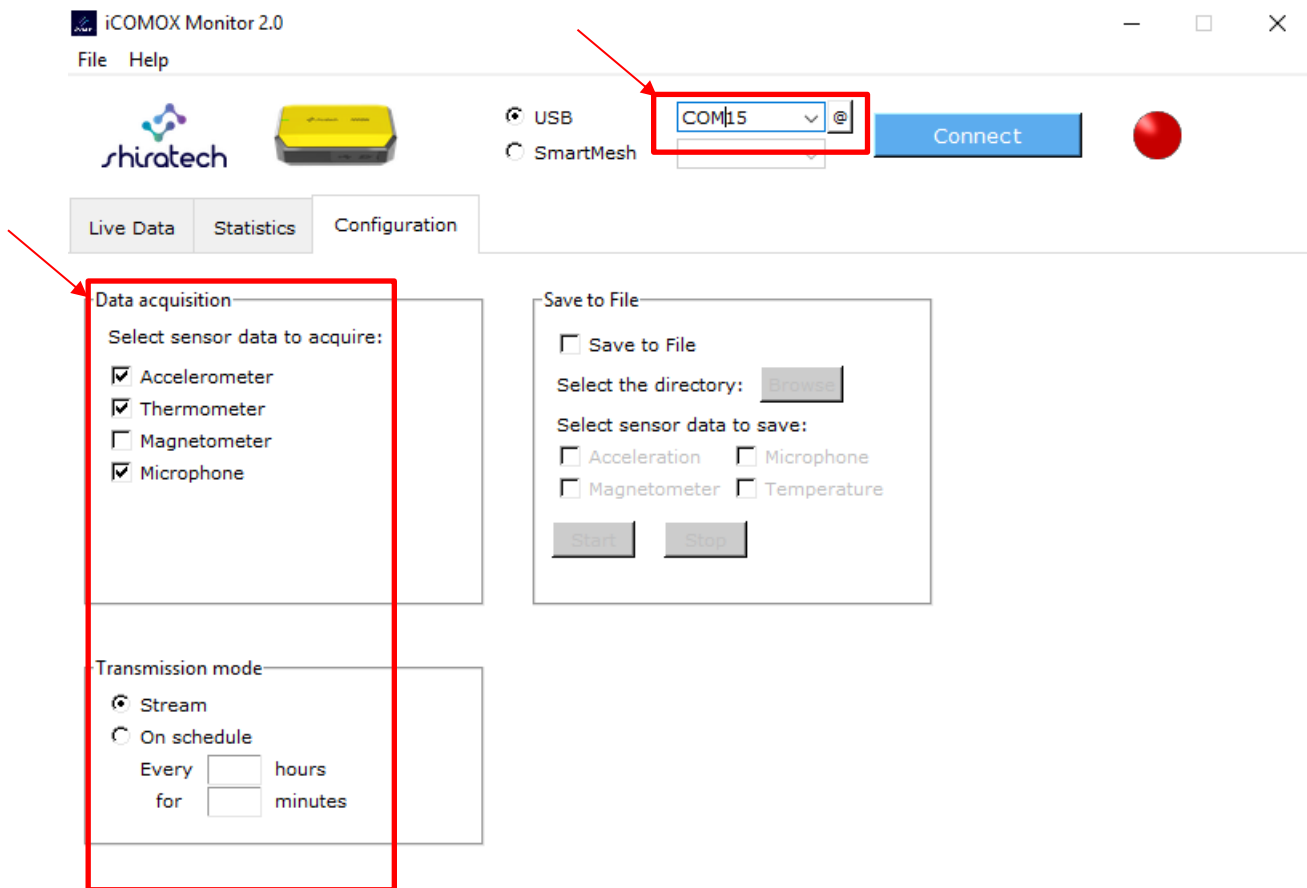 iCOMOX Monitor 2.0
File Help
shiratech
USB COM15 @
SmartMesh
Connect
Live Data Statistics Configuration
Data acquisition
Select sensor data to acquire:
Accelerometer
Thermometer
Magnetometer
Microphone
Save to File
Save to File
Select the directory: Browse
Select sensor data to save:
Acceleration Microphone
Magnetometer Temperature
Start Stop
Transmission mode
Stream
On schedule
Every hours
for minutes